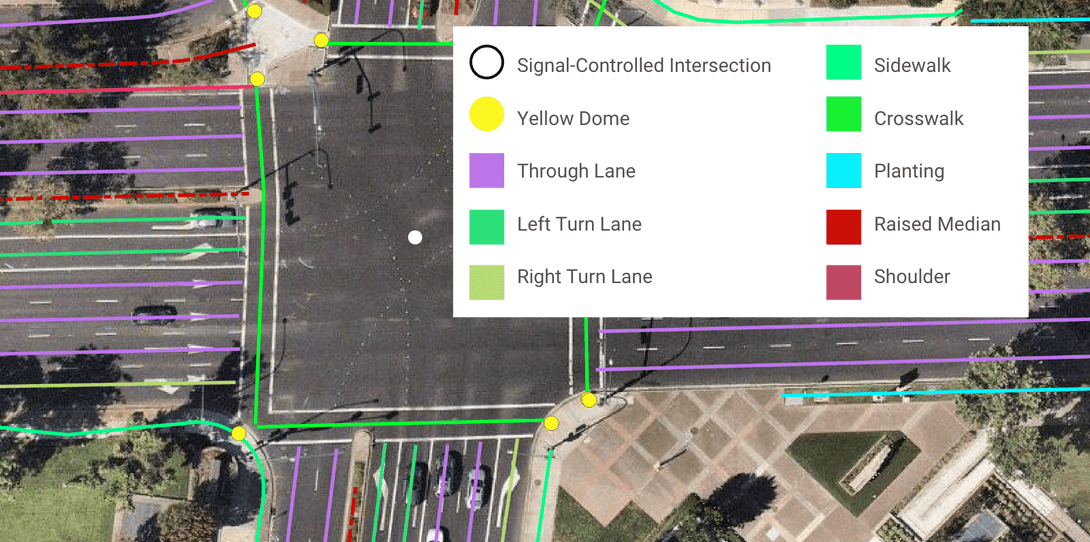 Signal-Controlled Intersection
Yellow Dome
Through Lane
Left Turn Lane
Right Turn Lane
Sidewalk
Crosswalk
Planting
Raised Median
Shoulder